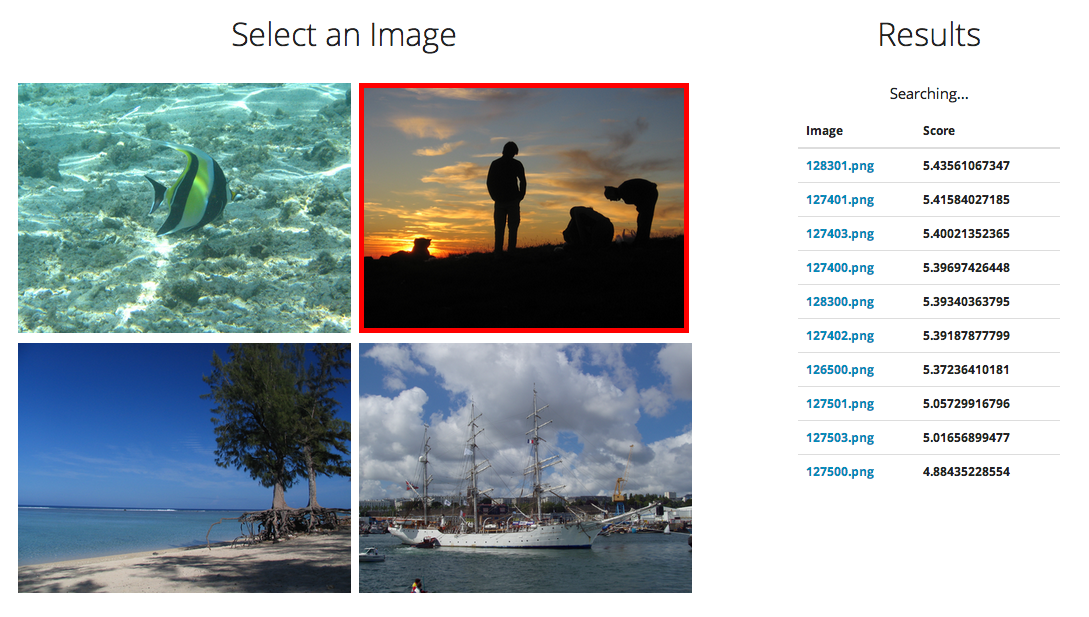 Select an Image
Results
Searching...
Image Score
128301.png 5.43561067347
127401.png 5.41584027185
127403.png 5.40021352365
127400.png 5.39697426448
128300.png 5.39340363795
127402.png 5.39187877799
126500.png 5.37236410181
127501.png 5.05729916796
127503.png 5.01656899477
127500.png 4.88435228554